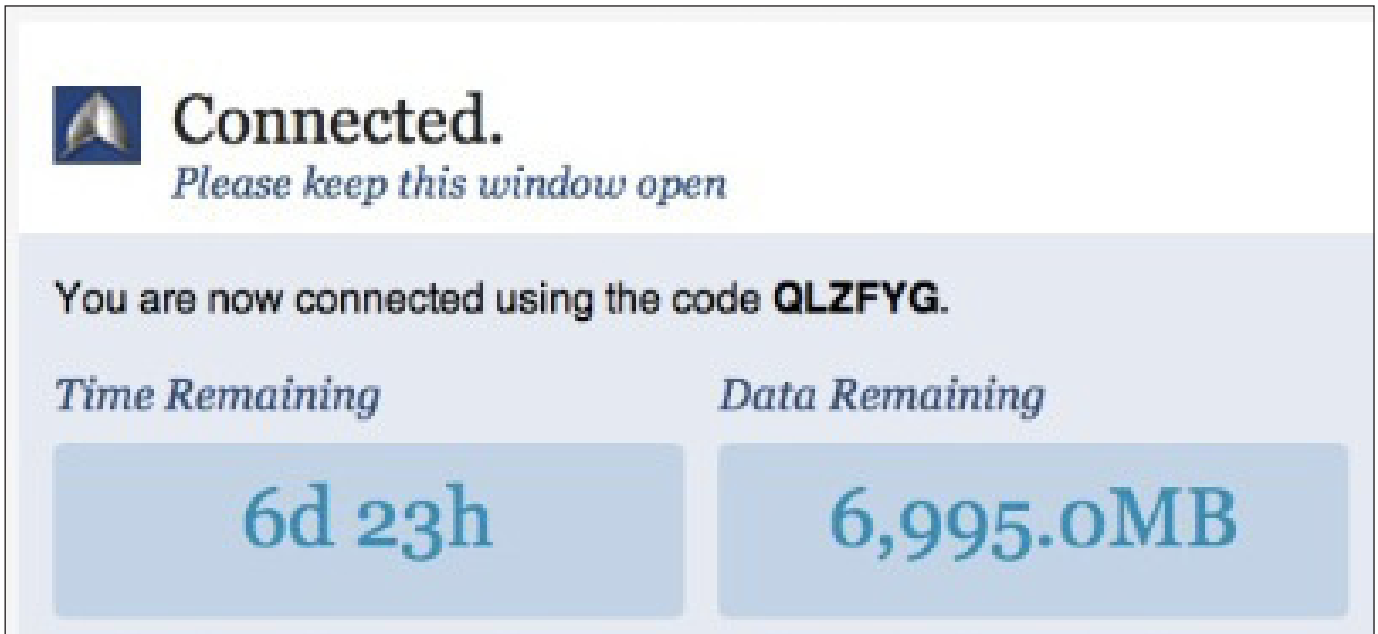 Connected.
Please keep this window open
You are now connected using the code QLZFYG.
Time Remaining
Data Remaining
6d 23h
6,995.0MB